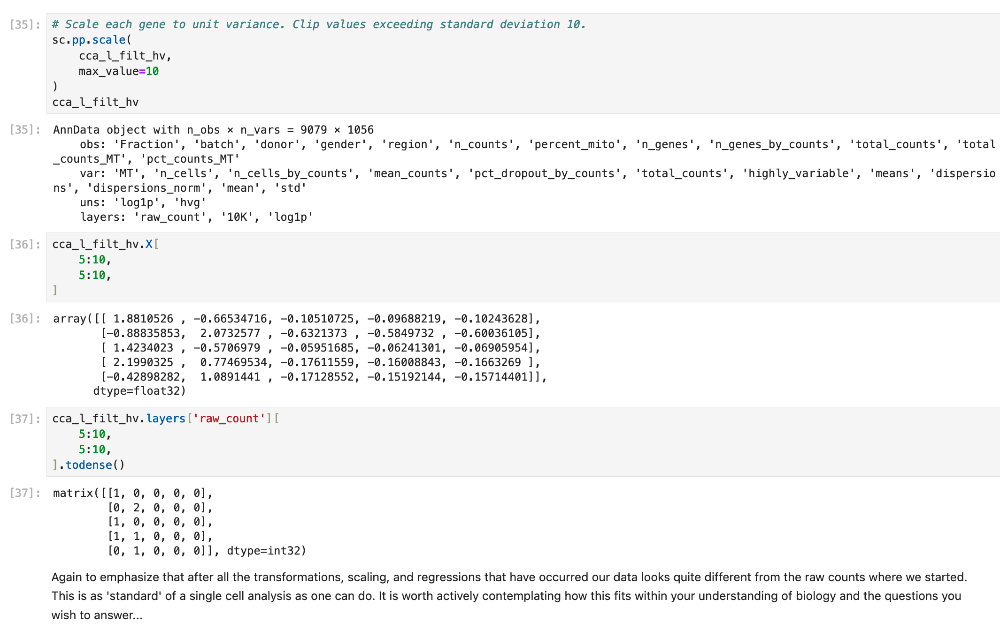 [35]: # Scale each gene to unit variance. Clip values exceeding standard deviation 10.
sc.pp.scale(
    cca_l_filt_hv,
    max_value=10
)
cca_l_filt_hv
[35]: AnnData object with n_obs × n_vars = 9079 × 1056
    obs: 'Fraction', 'batch', 'donor', 'gender', 'region', 'n_counts', 'percent_mito', 'n_genes', 'n_genes_by_counts', 'total_counts', 'total
_counts_MT', 'pct_counts_MT'
    var: 'MT', 'n_cells', 'n_cells_by_counts', 'mean_counts', 'pct_dropout_by_counts', 'total_counts', 'highly_variable', 'means', 'dispersio
ns', 'dispersions_norm', 'mean', 'std'
    uns: 'log1p', 'hvg'
    layers: 'raw_count', '10K', 'log1p'
[36]: cca_l_filt_hv.X[
    5:10,
    5:10,
]
[36]: array([[ 1.8810526 , -0.66534716, -0.10510725, -0.09688219, -0.10243628],
       [-0.88835853,  2.0732577 , -0.6321373 , -0.5849732 , -0.60036105],
       [ 1.4234023 , -0.5706979 , -0.05951685, -0.06241301, -0.06905954],
       [ 2.1990325 ,  0.77469534, -0.17611559, -0.16008843, -0.1663269 ],
       [-0.42898282,  1.0891441 , -0.17128552, -0.15192144, -0.15714401]],
      dtype=float32)
[37]: cca_l_filt_hv.layers['raw_count'][
    5:10,
    5:10,
].todense()
[37]: matrix([[1, 0, 0, 0, 0],
        [0, 2, 0, 0, 0],
        [1, 0, 0, 0, 0],
        [1, 1, 0, 0, 0],
        [0, 1, 0, 0, 0]], dtype=int32)
Again to emphasize that after all the transformations, scaling, and regressions that have occurred our data looks quite different from the raw counts where we started.
This is as 'standard' of a single cell analysis as one can do. It is worth actively contemplating how this fits within your understanding of biology and the questions you
wish to answer...